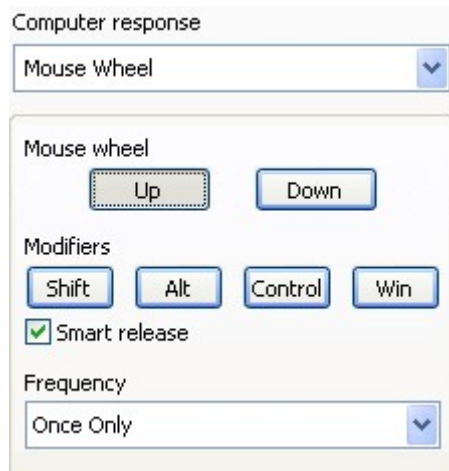 Computer response
Mouse Wheel
Mouse wheel
Up Down
Modifiers
Shift Alt Control Win
Smart release
Frequency
Once Only